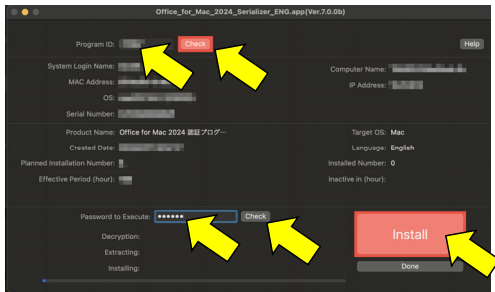 Office_for_Mac_2024_Serializer_ENG.app(Ver.7.0.0b)
Program ID: Check Help
System Login Name: Computer Name:
MAC Address: IP Address:
OS:
Serial Number:
Product Name: Office for Mac 2024 認証プログ… Target OS: Mac
Created Date: Language: English
Planned Installation Number: Installed Number: 0
Effective Period (hour): Inactive in (hour):
Password to Execute: •••••• Check
Install
Decryption:
Extracting:
Installing: Done